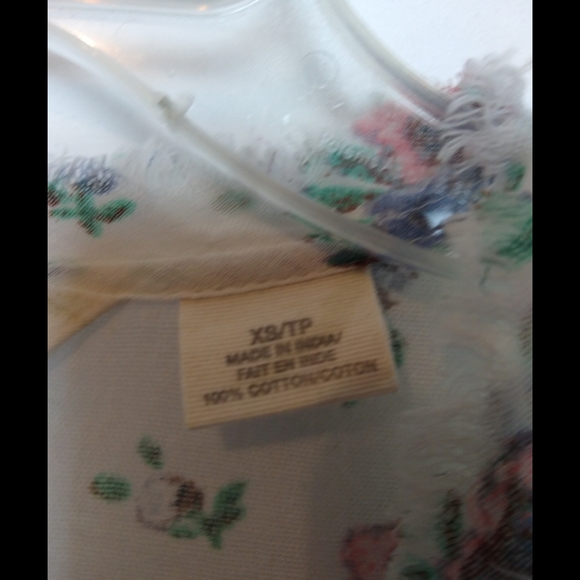 XS/TP
MADE IN INDIA/
FAIT EN INDE
100% COTTON/COTON